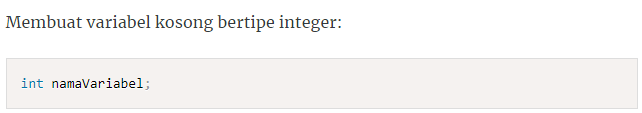 Membuat variabel kosong bertipe integer:
int namaVariabel;